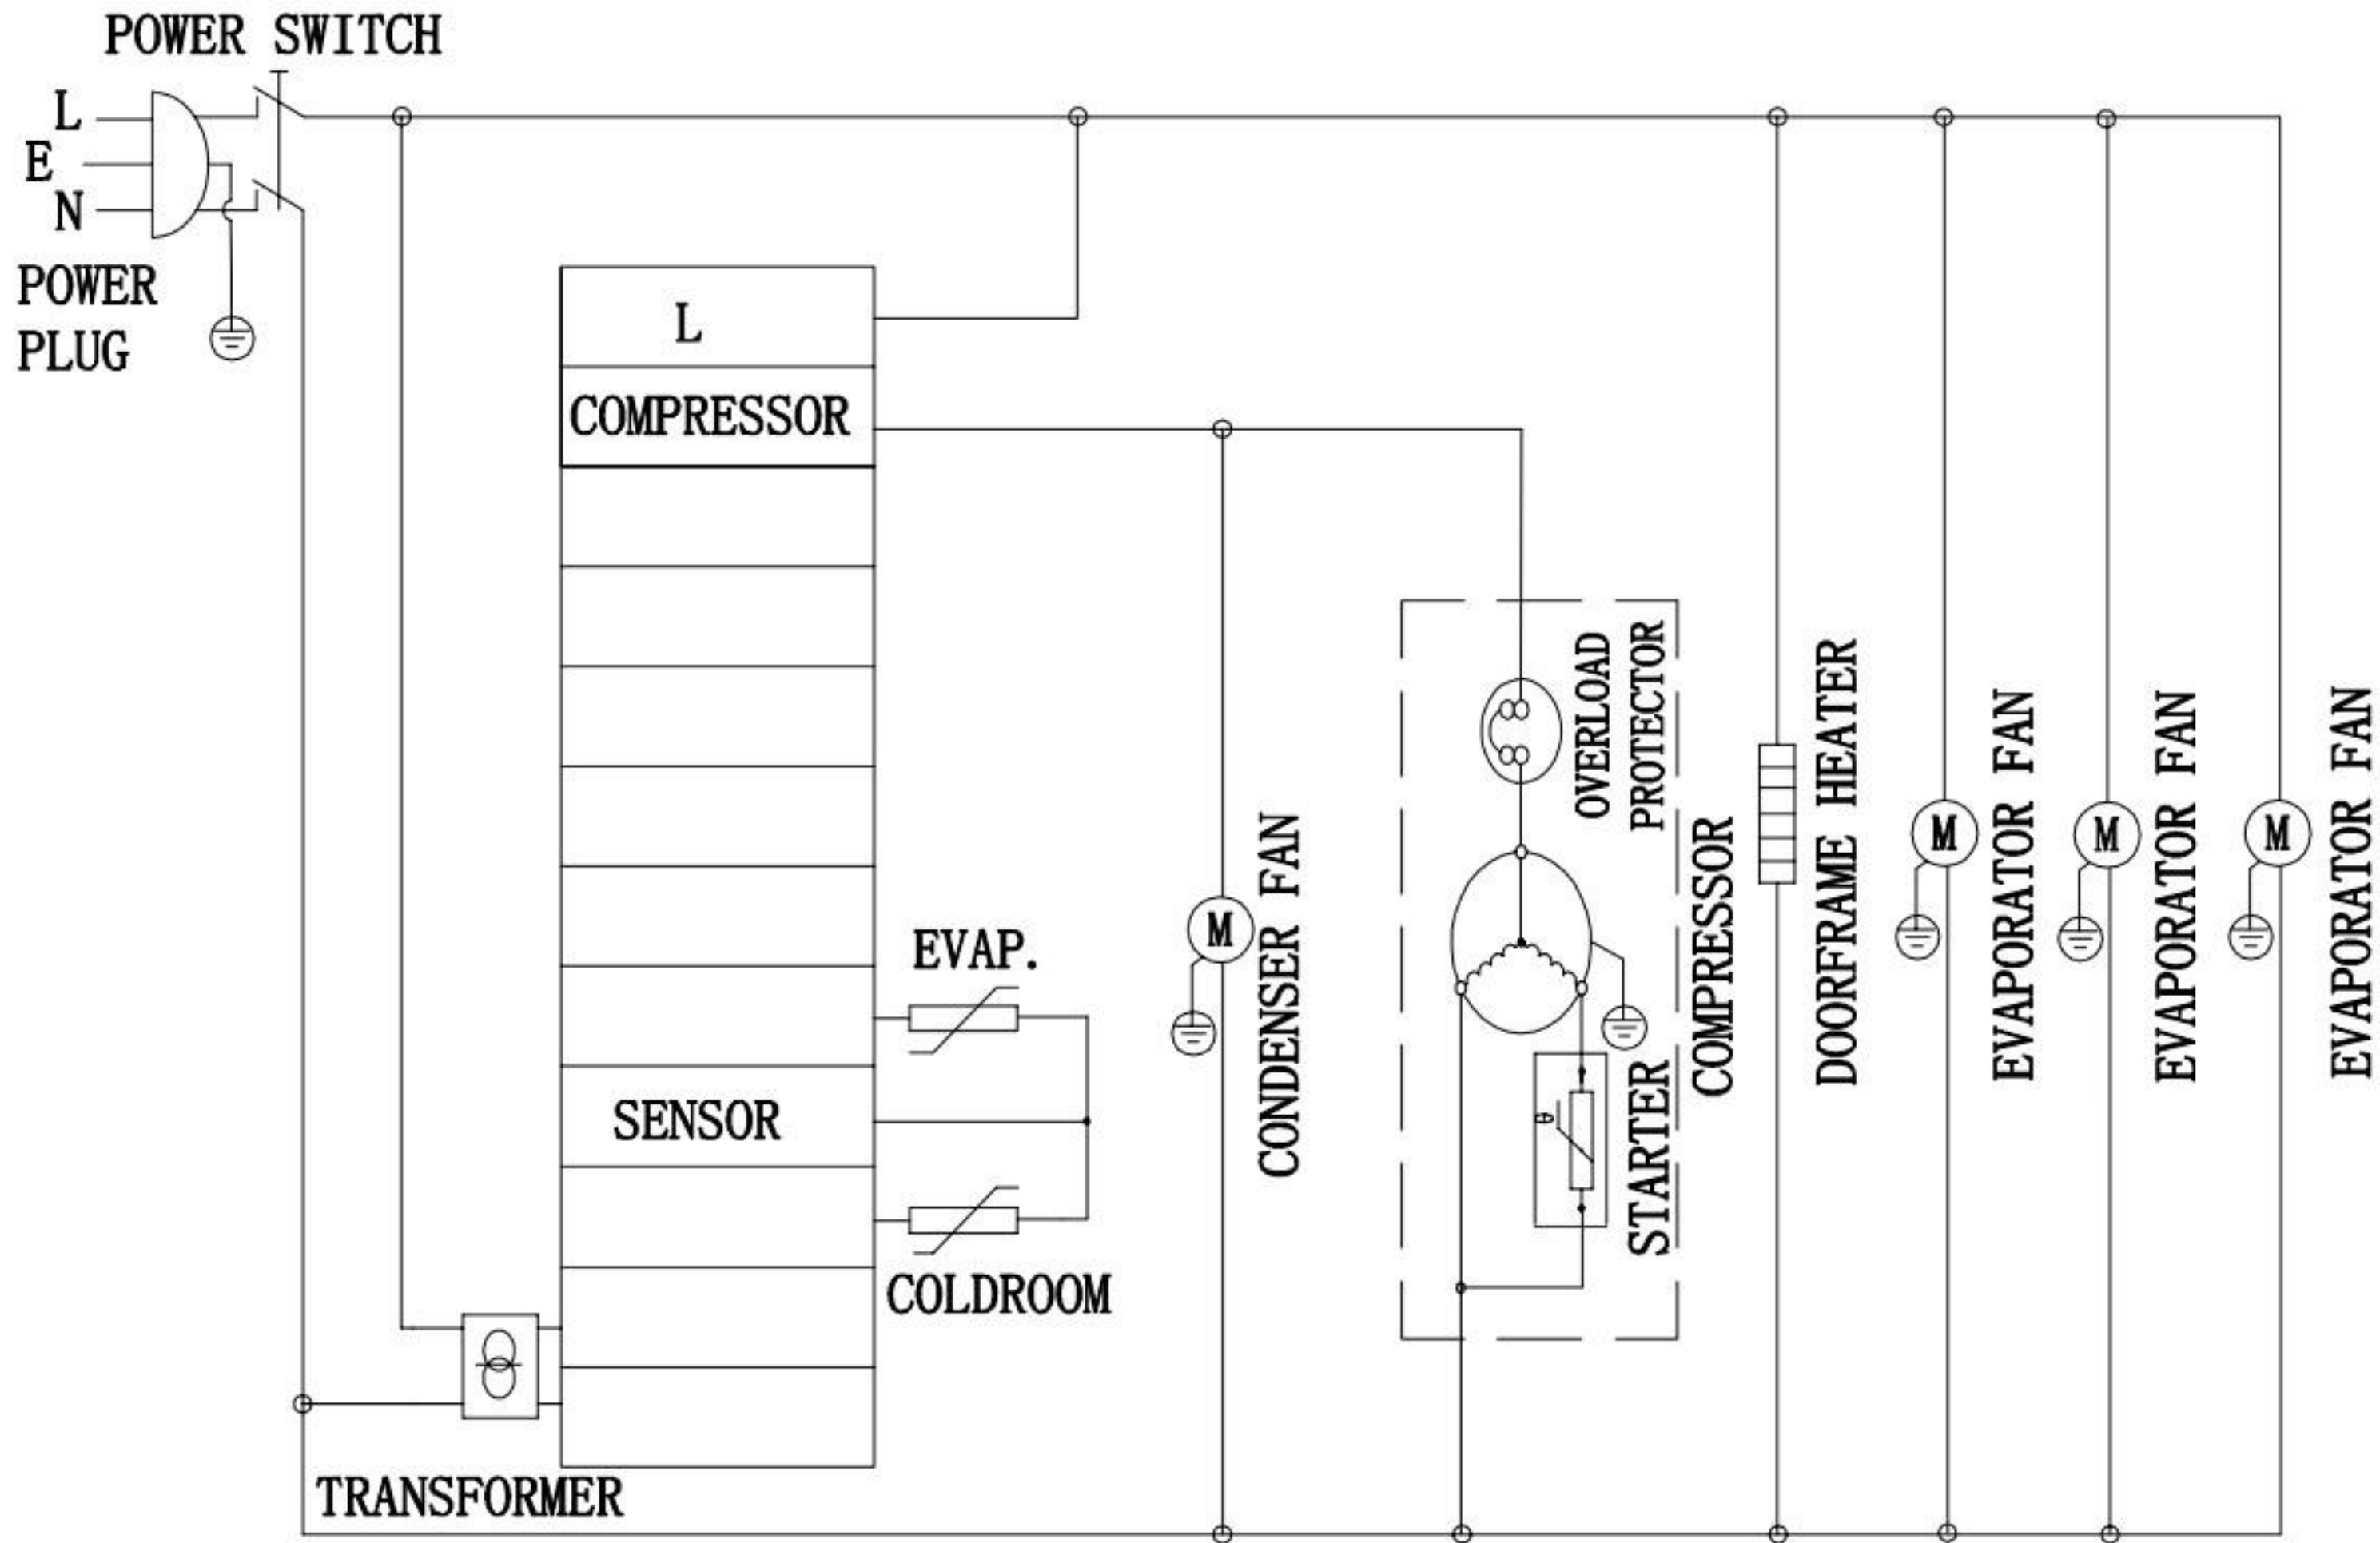 POWER SWITCH
L
E
N
POWER
PLUG
L
COMPRESSOR
SENSOR
EVAP.
COLDROOM
TRANSFORMER
M
CONDENSER FAN
OVERLOAD
PROTECTOR
STARTER
COMPRESSOR
DOORFRAME HEATER
M
EVAPORATOR FAN
M
EVAPORATOR FAN
M
EVAPORATOR FAN